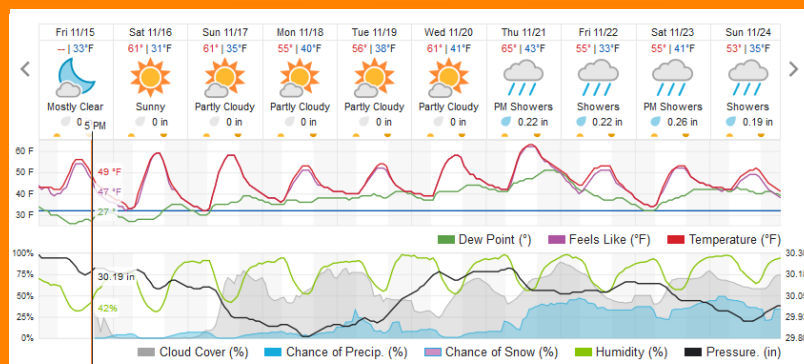 Fri 11/15 Sat 11/16 Sun 11/17 Mon 11/18 Tue 11/19 Wed 11/20 Thu 11/21 Fri 11/22 Sat 11/23 Sun 11/24
-- | 33°F 61° | 31°F 61° | 35°F 55° | 40°F 56° | 38°F 61° | 41°F 65° | 43°F 55° | 33°F 55° | 41°F 53° | 35°F
Mostly Clear Sunny Partly Cloudy Partly Cloudy Partly Cloudy Partly Cloudy PM Showers Showers PM Showers Showers
0 0 in 0 in 0 in 0 in 0 in 0.22 in 0.22 in 0.26 in 0.19 in
5 PM
60 F
50 F
49 °F
40 F
47 °F
30 F
27 °
Dew Point (°) Feels Like (°F) Temperature (°F)
100%
75%
30.19 in
50%
42%
25%
0%
Cloud Cover (%) Chance of Precip. (%) Chance of Snow (%) Humidity (%) Pressure. (in)